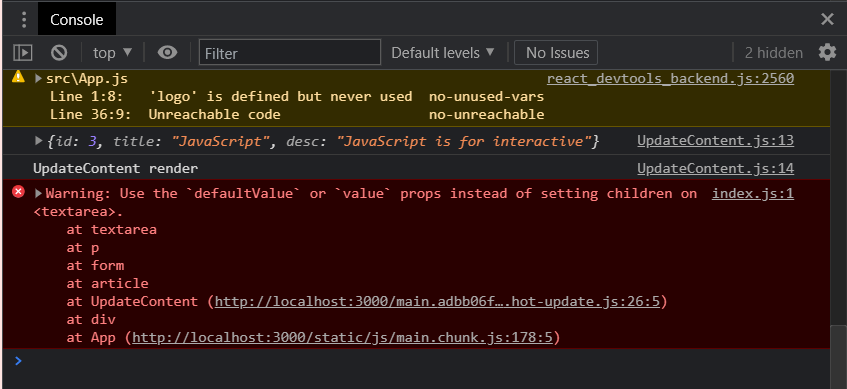 Console
top ▼ Filter Default levels ▼ No Issues 2 hidden
src\App.js react_devtools_backend.js:2560
Line 1:8: 'logo' is defined but never used no-unused-vars
Line 36:9: Unreachable code no-unreachable
{id: 3, title: "JavaScript", desc: "JavaScript is for interactive"} UpdateContent.js:13
UpdateContent render UpdateContent.js:14
Warning: Use the `defaultValue` or `value` props instead of setting children on index.js:1
<textarea>.
at textarea
at p
at form
at article
at UpdateContent (http://localhost:3000/main.adbb06f….hot-update.js:26:5)
at div
at App (http://localhost:3000/static/js/main.chunk.js:178:5)